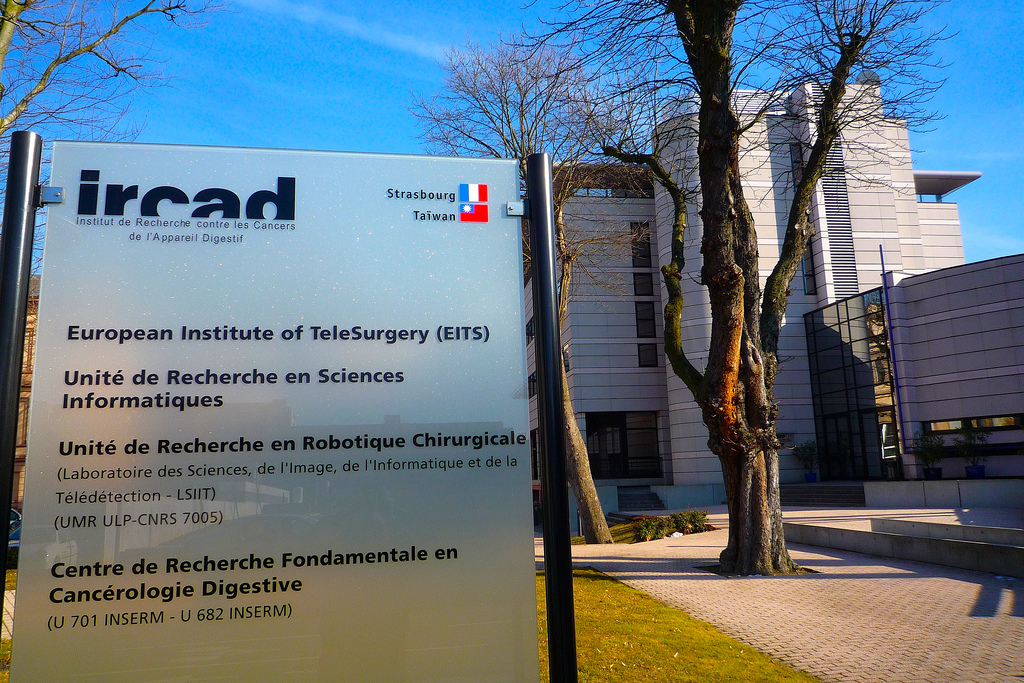 ircad
Institut de Recherche contre les Cancers
de l'Appareil Digestif
Strasbourg
Taïwan
European Institute of TeleSurgery (EITS)
Unité de Recherche en Sciences
Informatiques
Unité de Recherche en Robotique Chirurgicale
(Laboratoire des Sciences, de l'Image, de l'Informatique et de la
Télédétection - LSIIT)
(UMR ULP-CNRS 7005)
Centre de Recherche Fondamentale en
Cancérologie Digestive
(U 701 INSERM - U 682 INSERM)